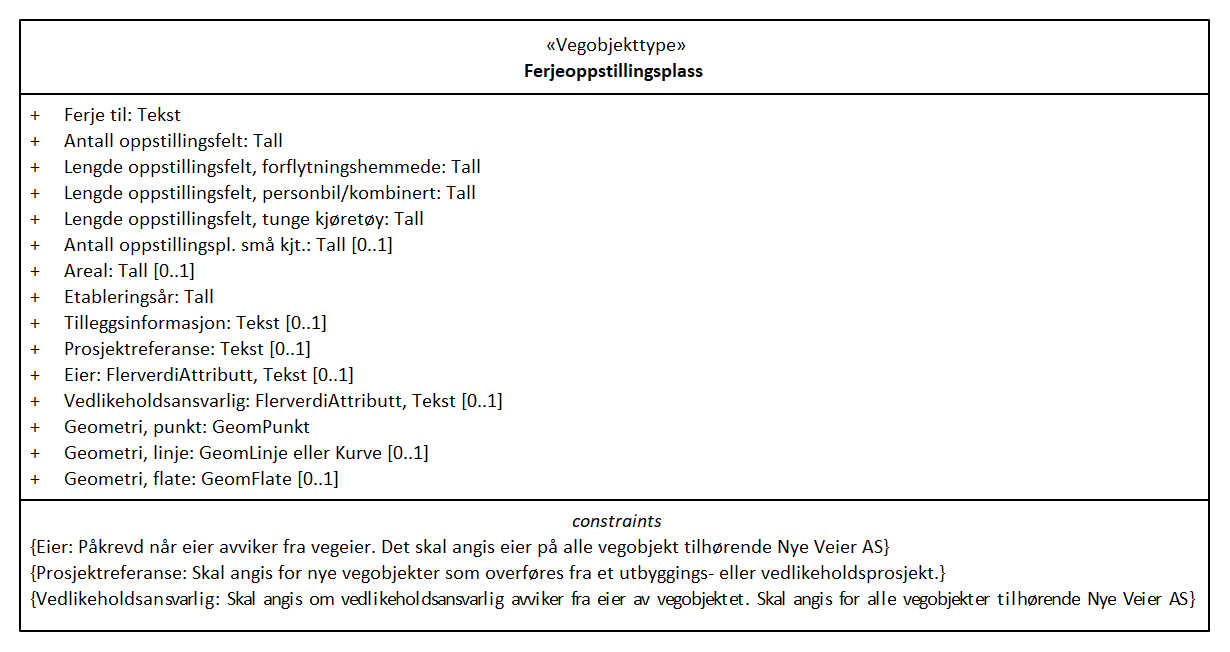 «Vegobjekttype»
Ferjeoppstillingsplass
+ Ferje til: Tekst
+ Antall oppstillingsfelt: Tall
+ Lengde oppstillingsfelt, forflytningshemmede: Tall
+ Lengde oppstillingsfelt, personbil/kombinert: Tall
+ Lengde oppstillingsfelt, tunge kjøretøy: Tall
+ Antall oppstillingspl. små kjt.: Tall [0..1]
+ Areal: Tall [0..1]
+ Etableringsår: Tall
+ Tilleggsinformasjon: Tekst [0..1]
+ Prosjektreferanse: Tekst [0..1]
+ Eier: FlerverdiAttributt, Tekst [0..1]
+ Vedlikeholdsansvarlig: FlerverdiAttributt, Tekst [0..1]
+ Geometri, punkt: GeomPunkt
+ Geometri, linje: GeomLinje eller Kurve [0..1]
+ Geometri, flate: GeomFlate [0..1]
constraints
{Eier: Påkrevd når eier avviker fra vegeier. Det skal angis eier på alle vegobjekt tilhørende Nye Veier AS}
{Prosjektreferanse: Skal angis for nye vegobjekter som overføres fra et utbyggings- eller vedlikeholdsprosjekt.}
{Vedlikeholdsansvarlig: Skal angis om vedlikeholdsansvarlig avviker fra eier av vegobjektet. Skal angis for alle vegobjekter tilhørende Nye Veier AS}